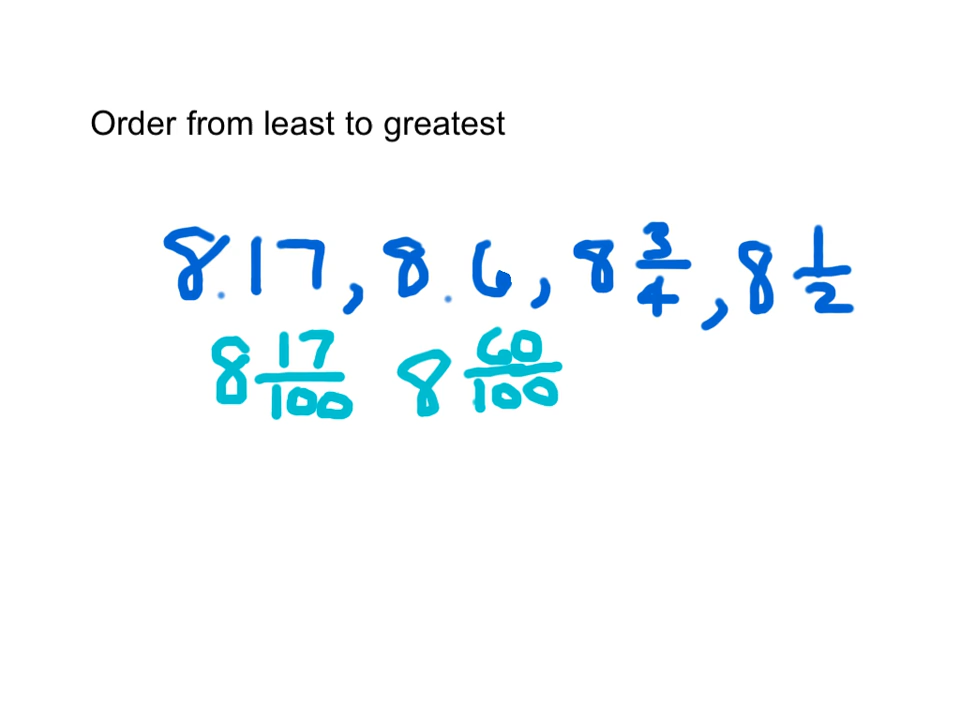 Order from least to greatest
8.17, 8.6, 8 3/4, 8 1/2
8 17/100 8 60/100